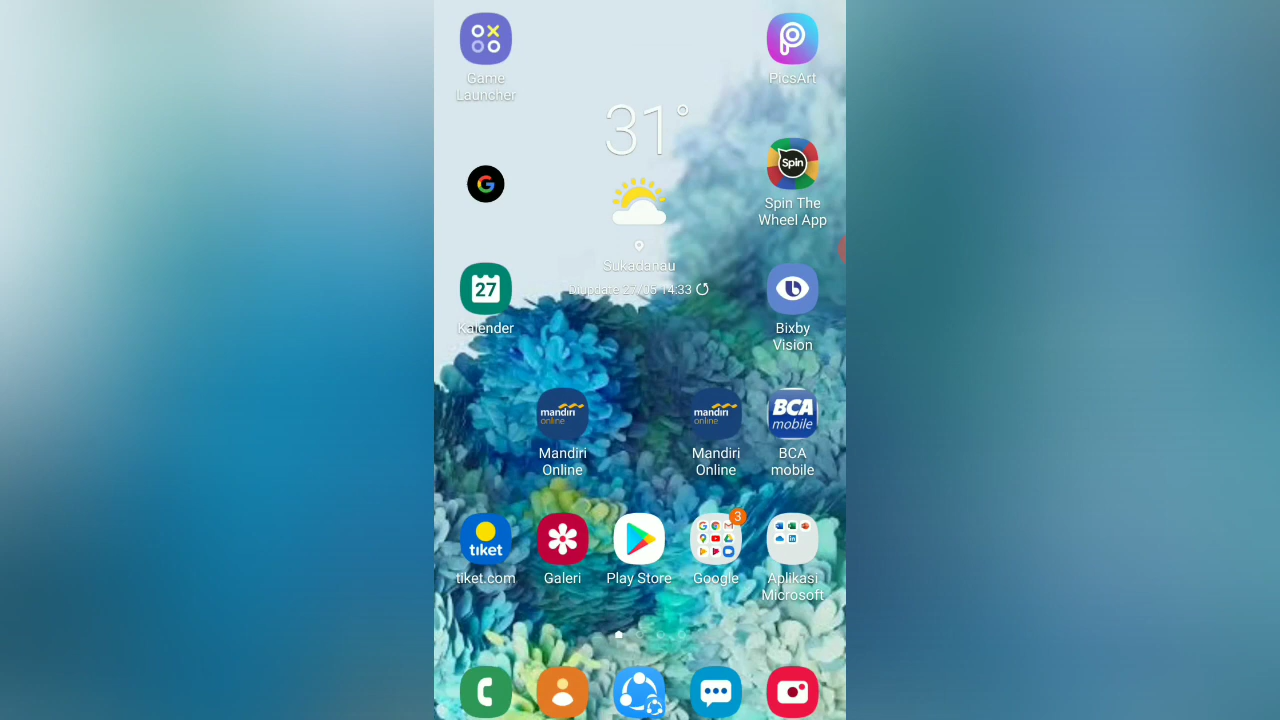 Game
Launcher
PicsArt
31°
Spin
Spin The
Wheel App
Sukadanau
Diupdate 27/05 14:33
27
Kalender
Bixby
Vision
mandiri
online
Mandiri
Online
mandiri
online
Mandiri
Online
BCA
mobile
BCA
mobile
tiket
tiket.com
Galeri
Play Store
3
Google
Aplikasi
Microsoft